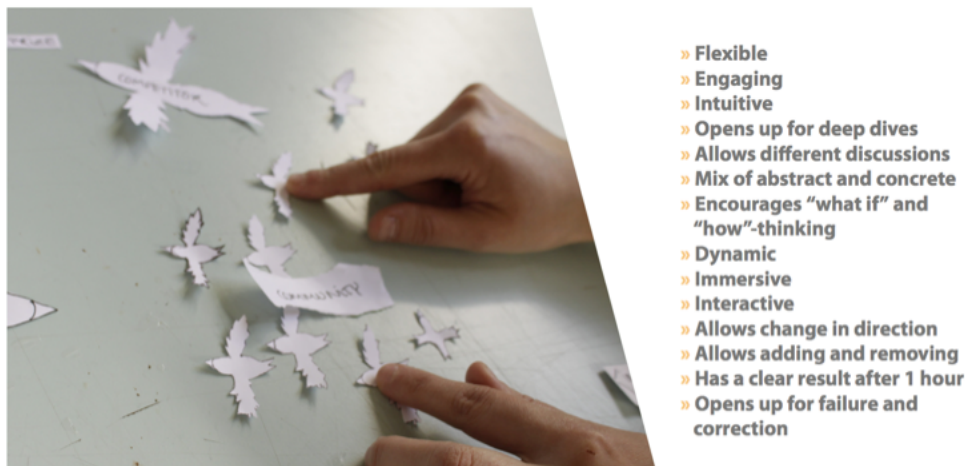 COMPETITOR
COMMUNITY
» Flexible
» Engaging
» Intuitive
» Opens up for deep dives
» Allows different discussions
» Mix of abstract and concrete
» Encourages “what if” and
“how”-thinking
» Dynamic
» Immersive
» Interactive
» Allows change in direction
» Allows adding and removing
» Has a clear result after 1 hour
» Opens up for failure and
correction